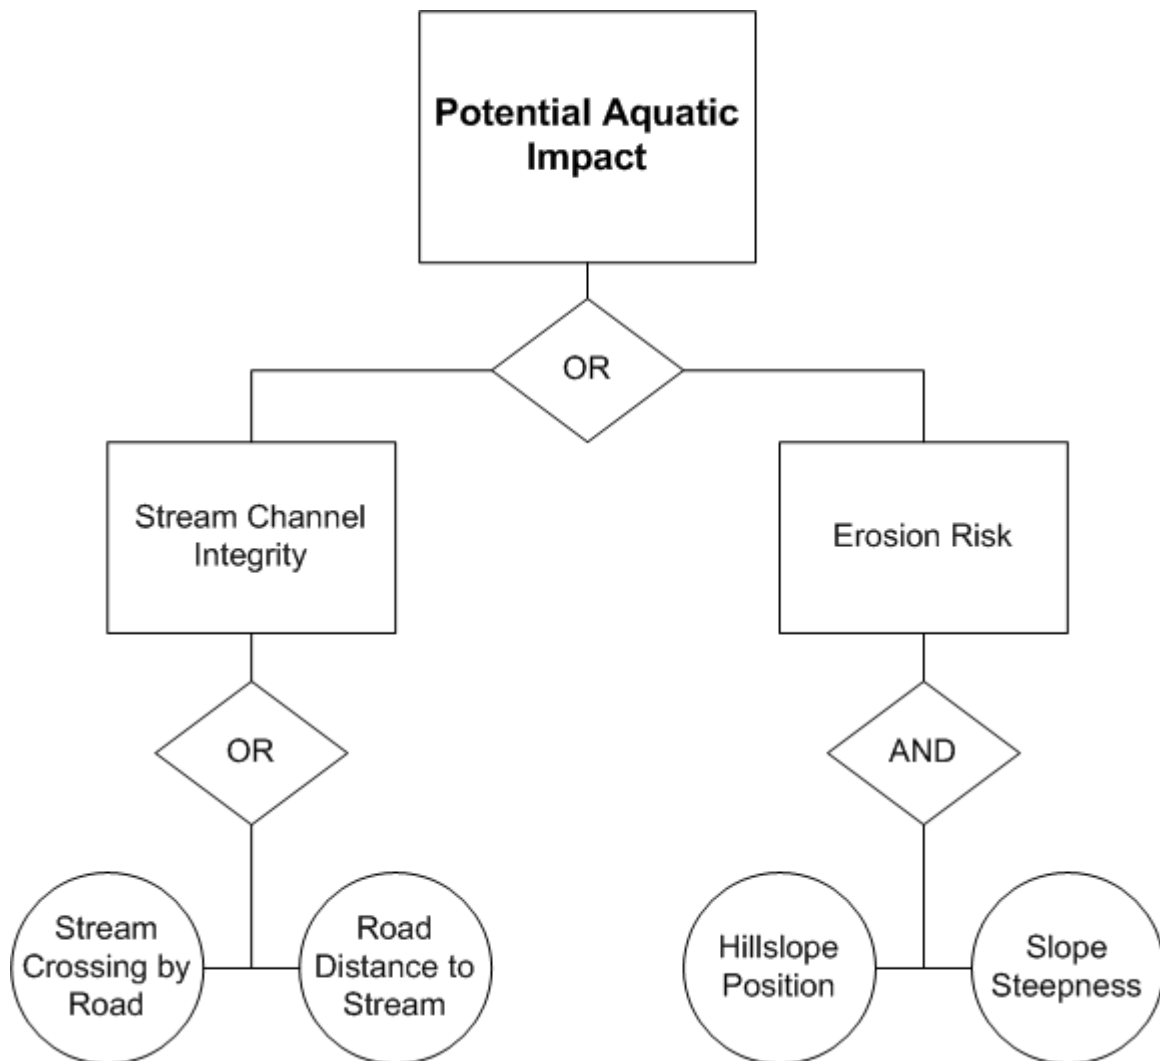 Potential Aquatic
Impact
OR
Stream Channel
Integrity
Erosion Risk
OR
AND
Stream
Crossing by
Road
Road
Distance to
Stream
Hillslope
Position
Slope
Steepness